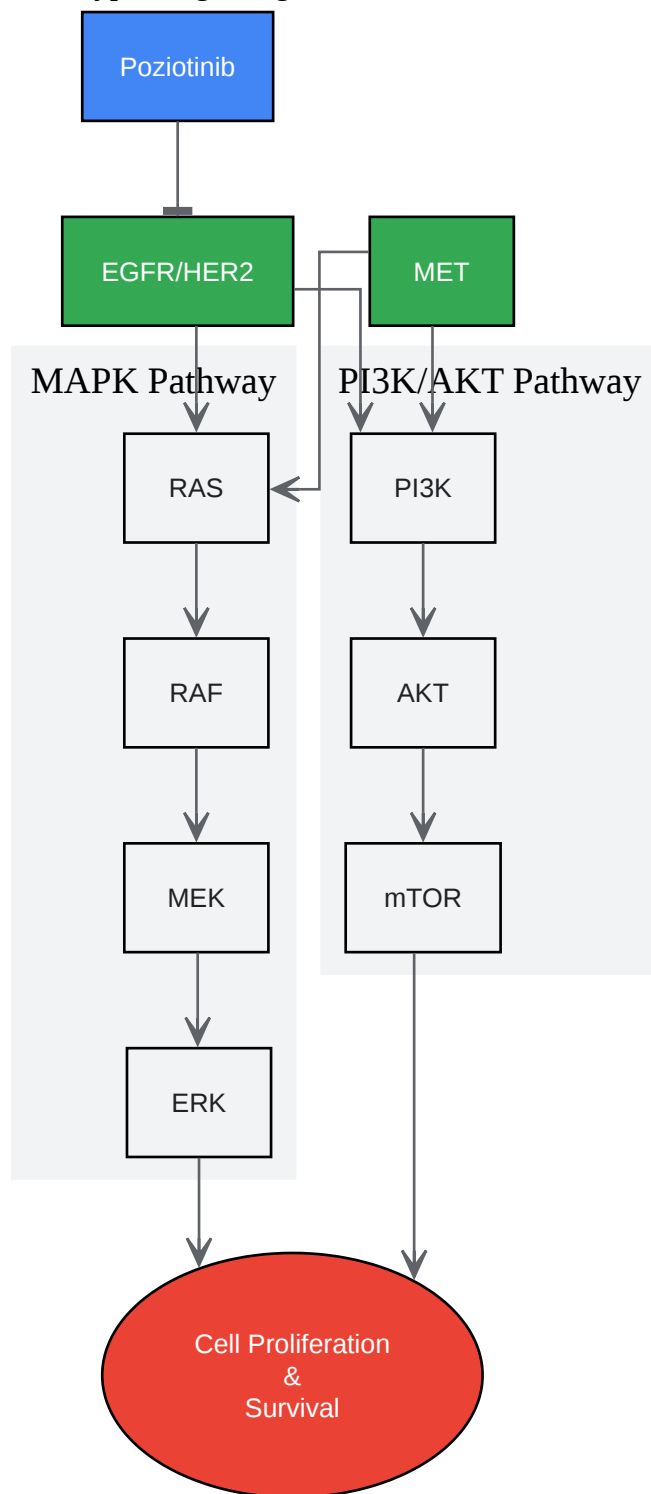 Poziotinib
EGFR/HER2
MET
MAPK Pathway
PI3K/AKT Pathway
RAS
PI3K
RAF
AKT
MEK
mTOR
ERK
Cell Proliferation
&
Survival